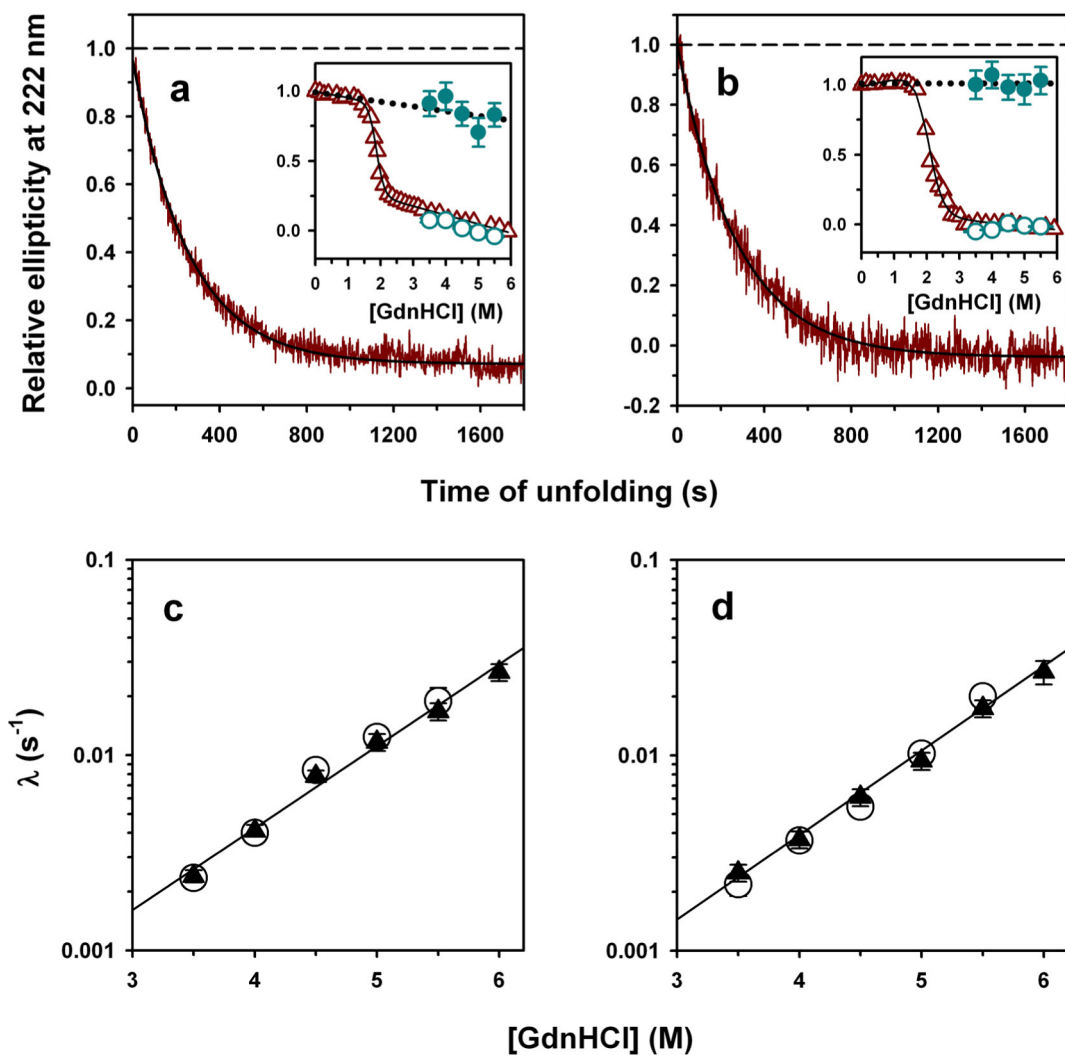 Relative ellipticity at 222 nm
1.0
0.8
0.6
0.4
0.2
0.0
a
1.0
0.5
0.0
0 1 2 3 4 5 6
[GdnHCl] (M)
0 400 800 1200 1600
1.0
0.8
0.6
0.4
0.2
0.0
-0.2
b
1.0
0.5
0.0
0 1 2 3 4 5 6
[GdnHCl] (M)
0 400 800 1200 1600
Time of unfolding (s)
λ (s⁻¹)
0.1
0.01
0.001
c
3 4 5 6
0.1
0.01
0.001
d
3 4 5 6
[GdnHCl] (M)